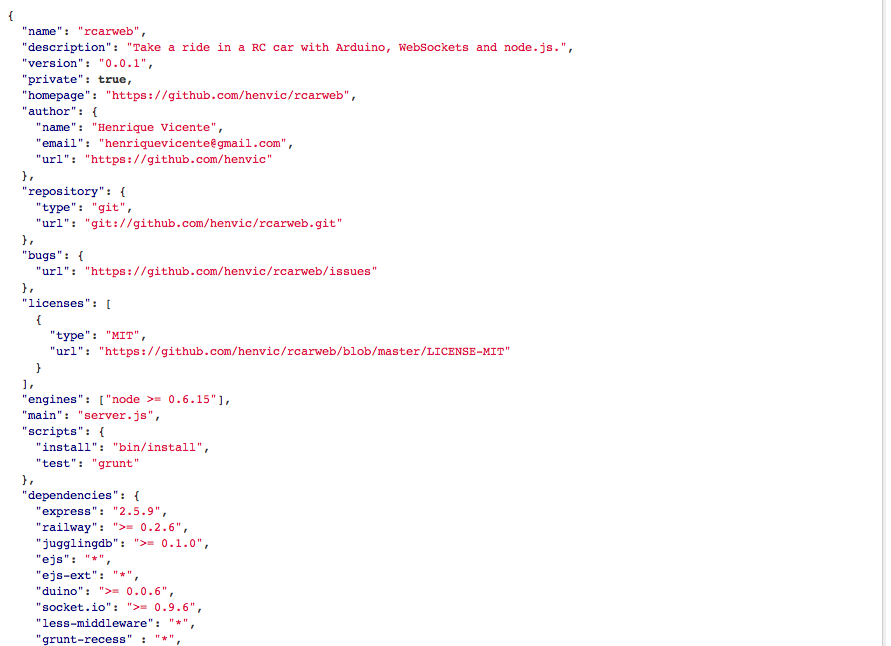 {
  "name": "rcarweb",
  "description": "Take a ride in a RC car with Arduino, WebSockets and node.js.",
  "version": "0.0.1",
  "private": true,
  "homepage": "https://github.com/henvic/rcarweb",
  "author": {
    "name": "Henrique Vicente",
    "email": "henriquevicente@gmail.com",
    "url": "https://github.com/henvic"
  },
  "repository": {
    "type": "git",
    "url": "git://github.com/henvic/rcarweb.git"
  },
  "bugs": {
    "url": "https://github.com/henvic/rcarweb/issues"
  },
  "licenses": [
    {
      "type": "MIT",
      "url": "https://github.com/henvic/rcarweb/blob/master/LICENSE-MIT"
    }
  ],
  "engines": ["node >= 0.6.15"],
  "main": "server.js",
  "scripts": {
    "install": "bin/install",
    "test": "grunt"
  },
  "dependencies": {
    "express": "2.5.9",
    "railway": ">= 0.2.6",
    "jugglingdb": ">= 0.1.0",
    "ejs": "*",
    "ejs-ext": "*",
    "duino": ">= 0.0.6",
    "socket.io": ">= 0.9.6",
    "less-middleware": "*",
    "grunt-recess" : "*",